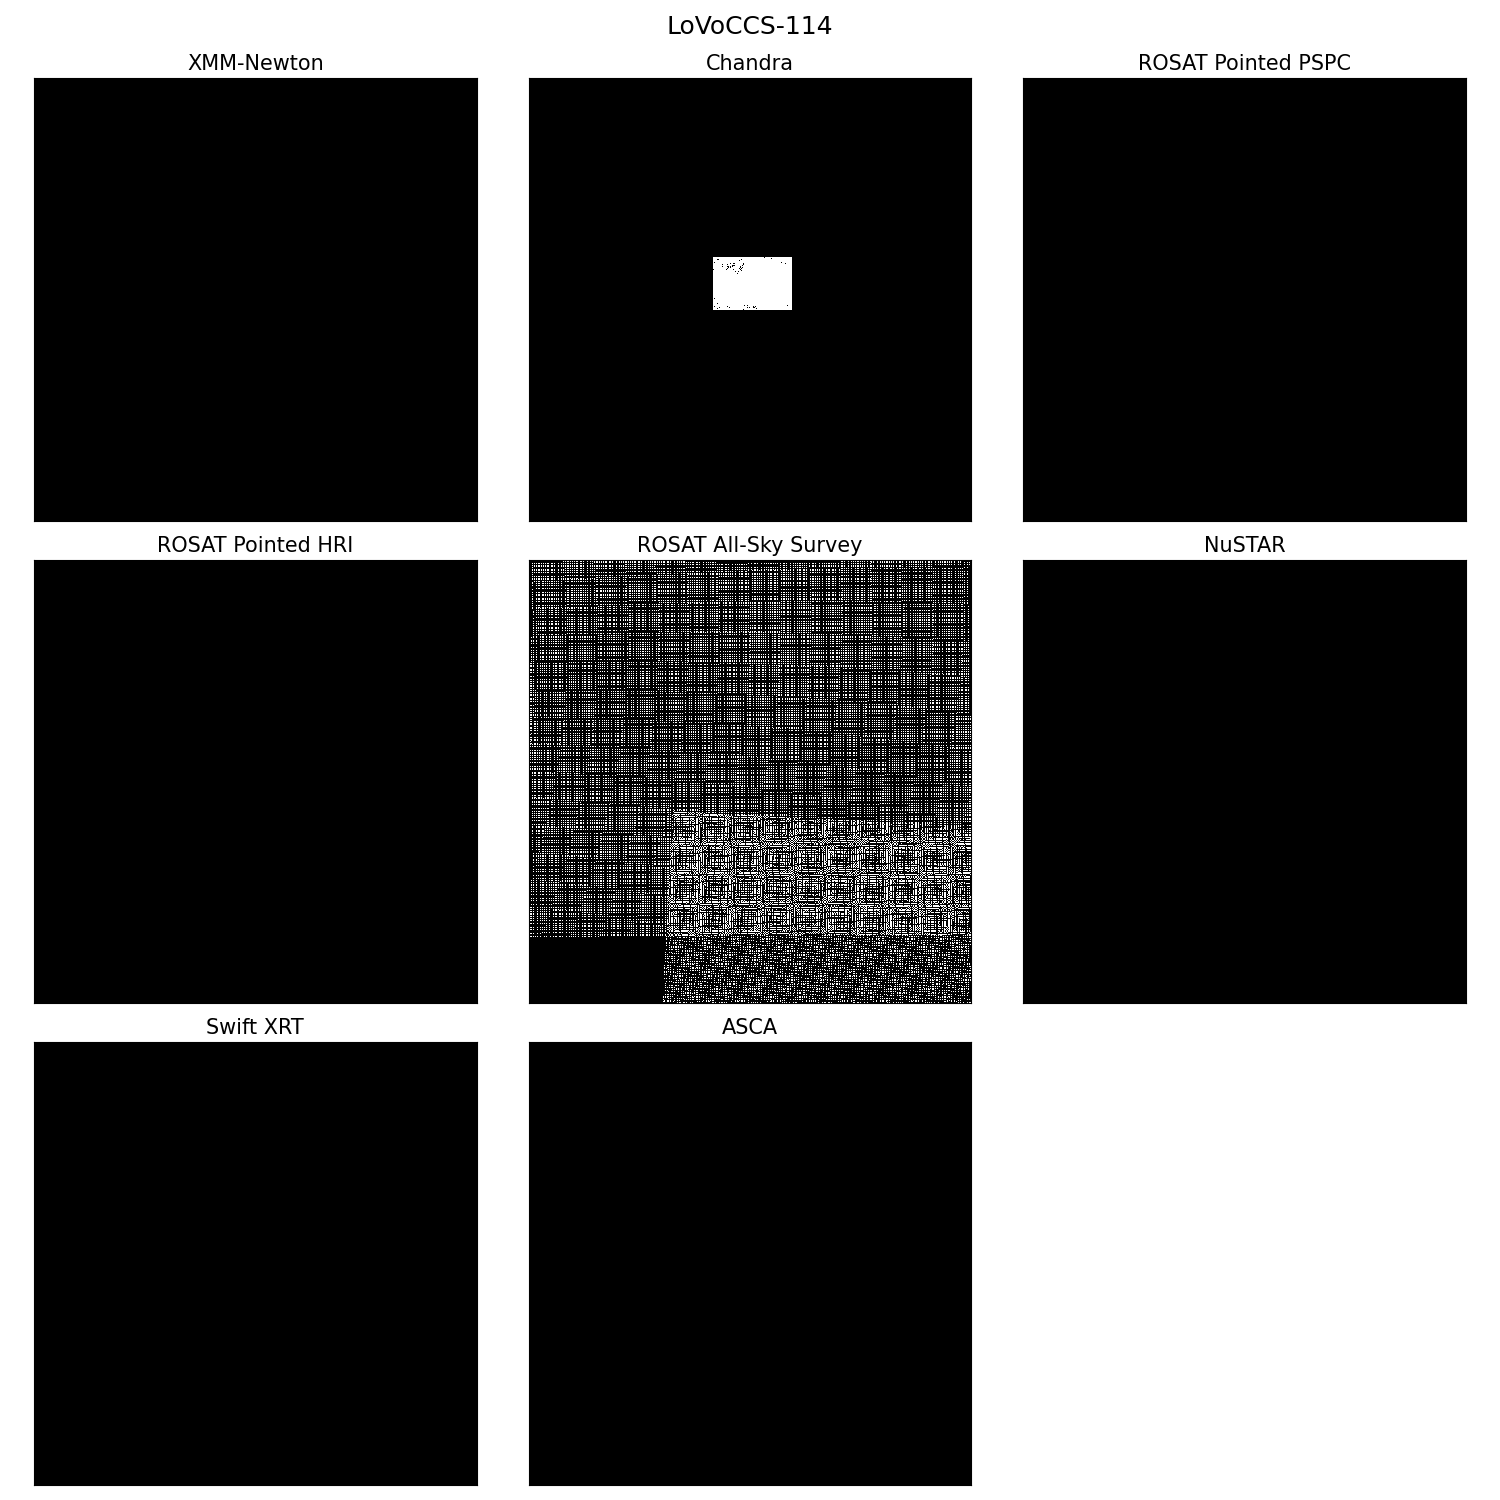 LoVoCCS-114
XMM-Newton
Chandra
ROSAT Pointed PSPC
ROSAT Pointed HRI
ROSAT All-Sky Survey
NuSTAR
Swift XRT
ASCA